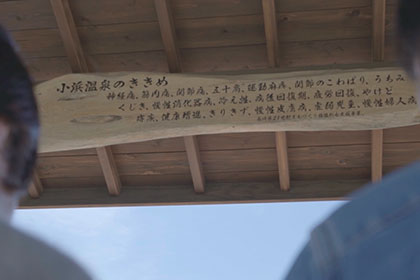 小浜温泉のききめ
神経痛、筋肉痛、関節痛、五十肩、運動麻痺、関節のこわばり、うちみ
くじき、慢性消化器病、冷え性、病後回復期、疲労回復、やけど
痔疾、健康増進、きりきず、慢性皮膚病、虚弱児童、慢性婦人病